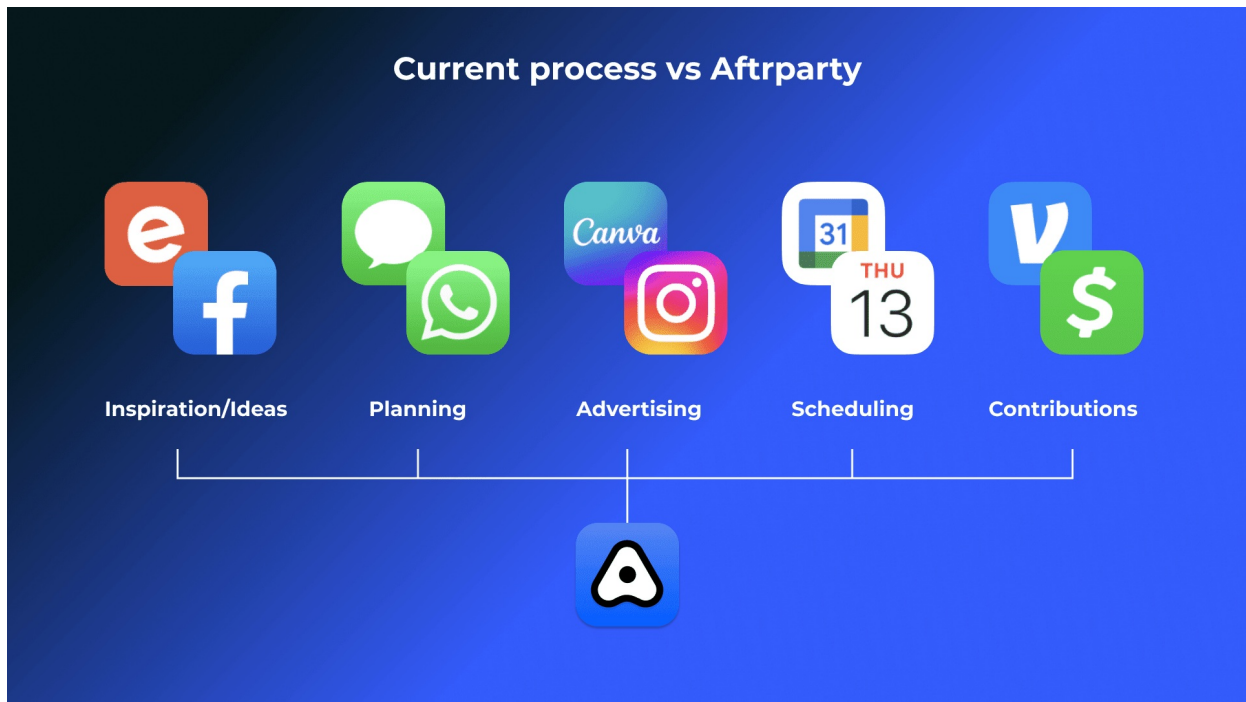 Current process vs Aftrparty
e
f
Canva
31
THU
13
V
$
Inspiration/Ideas
Planning
Advertising
Scheduling
Contributions